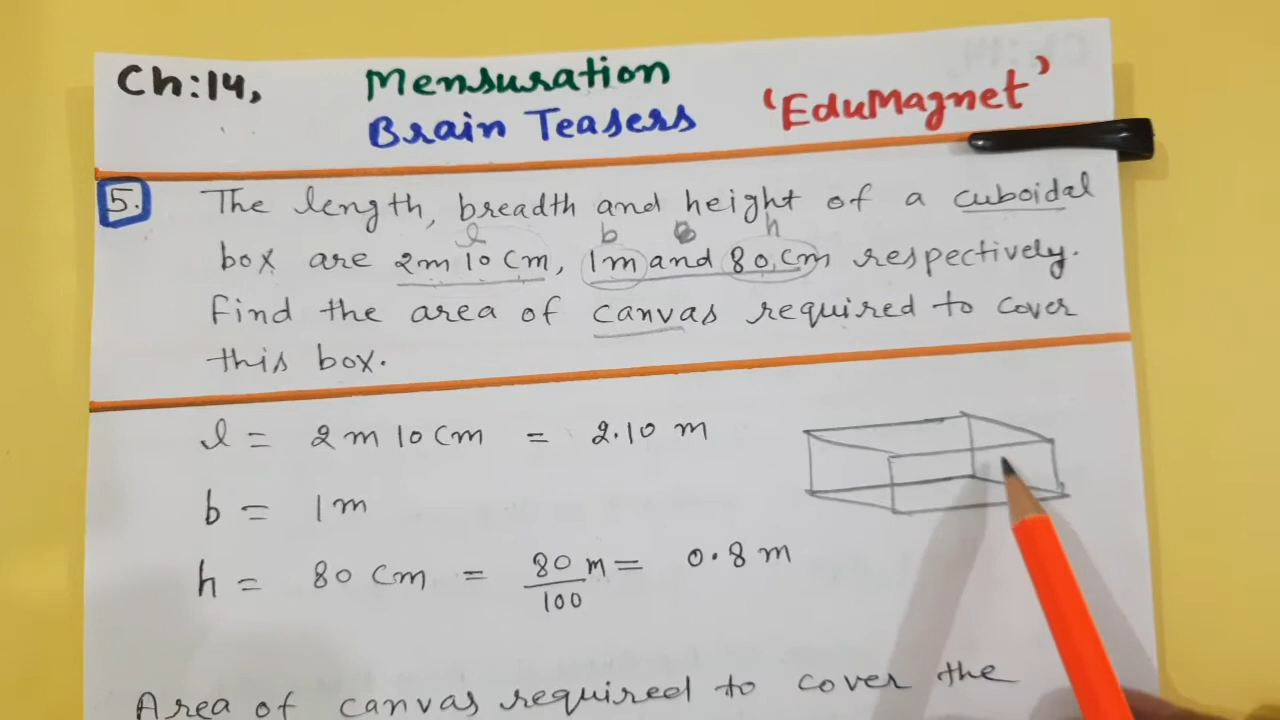 Ch:14, Mensuration
Brain Teasers 'EduMagnet'
5. The length, breadth and height of a cuboidal
l b h
box are 2m 10 cm, 1m and 80 cm respectively.
Find the area of canvas required to cover
this box.
l = 2 m 10 cm = 2.10 m
b = 1 m
h = 80 cm = 80/100 m = 0.8 m
Area of canvas required to cover the